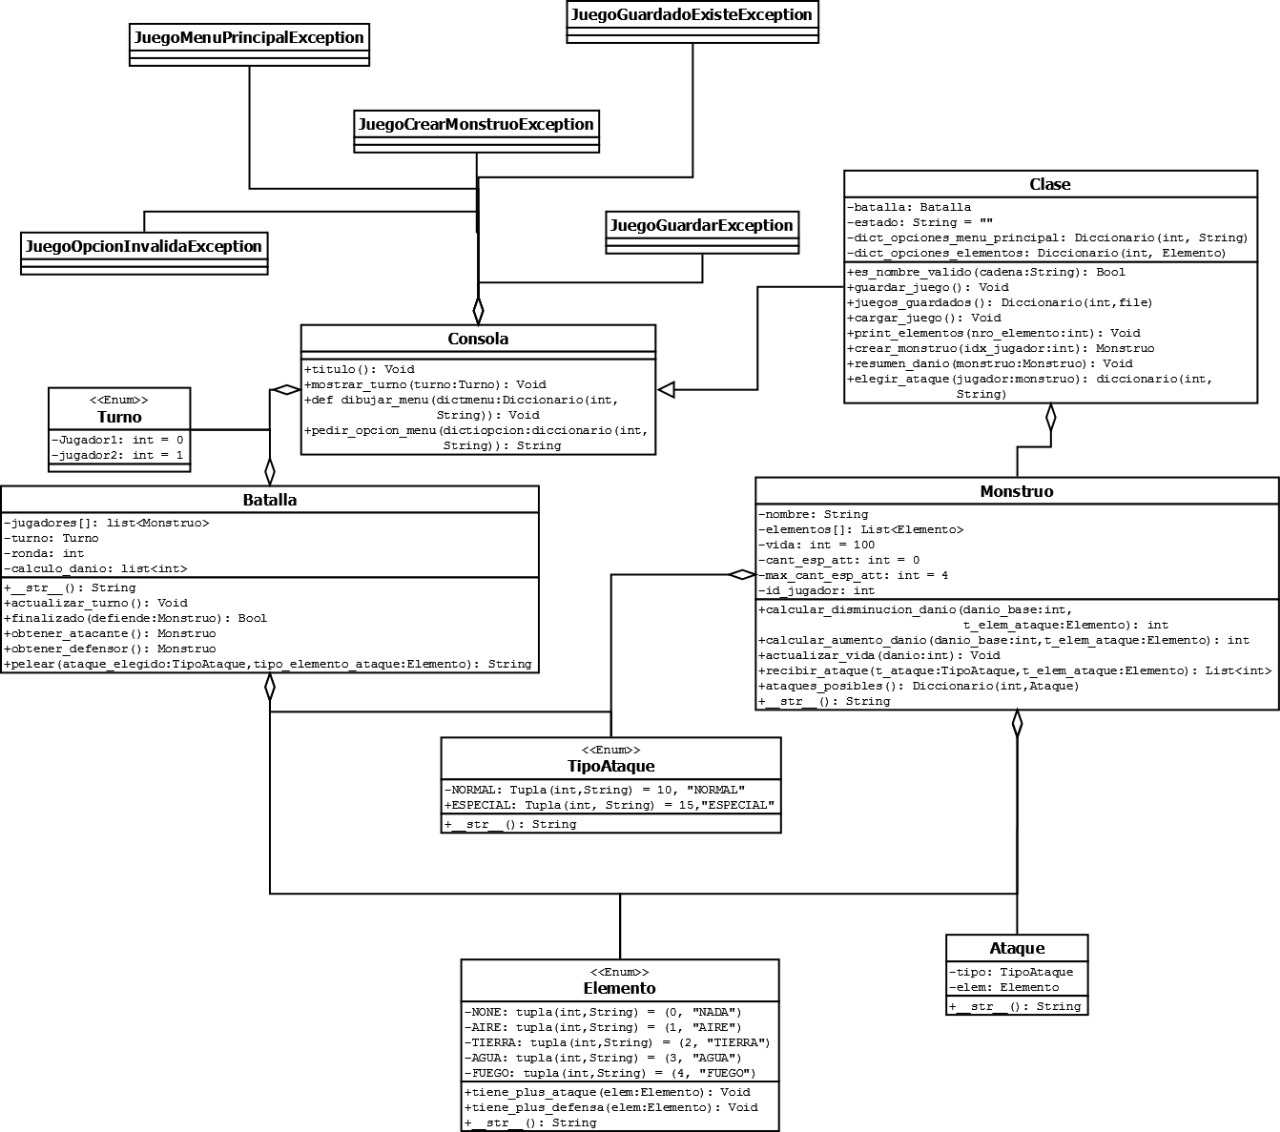 JuegoGuardadoExisteException
JuegoMenuPrincipalException
JuegoCrearMonstruoException
JuegoOpcionInvalidaException
JuegoGuardarException
Clase
-batalla: Batalla
-estado: String = ""
-dict_opciones_menu_principal: Diccionario(int, String)
-dict_opciones_elementos: Diccionario(int, Elemento)
+es_nombre_valido(cadena:String): Bool
+guardar_juego(): Void
+juegos_guardados(): Diccionario(int,file)
+cargar_juego(): Void
+print_elementos(nro_elemento:int): Void
+crear_monstruo(idx_jugador:int): Monstruo
+resumen_danio(monstruo:Monstruo): Void
+elegir_ataque(jugador:monstruo): diccionario(int,
String)
Consola
+titulo(): Void
+mostrar_turno(turno:Turno): Void
+def dibujar_menu(dictmenu:Diccionario(int,
String)): Void
+pedir_opcion_menu(dictiopcion:diccionario(int,
String)): String
<<Enum>>
Turno
-Jugador1: int = 0
-jugador2: int = 1
Batalla
-jugadores[]: list<Monstruo>
-turno: Turno
-ronda: int
-calculo_danio: list<int>
+__str__(): String
+actualizar_turno(): Void
+finalizado(defiende:Monstruo): Bool
+obtener_atacante(): Monstruo
+obtener_defensor(): Monstruo
+pelear(ataque_elegido:TipoAtaque,tipo_elemento_ataque:Elemento): String
Monstruo
-nombre: String
-elementos[]: List<Elemento>
-vida: int = 100
-cant_esp_att: int = 0
-max_cant_esp_att: int = 4
-id_jugador: int
+calcular_disminucion_danio(danio_base:int,
t_elem_ataque:Elemento): int
+calcular_aumento_danio(danio_base:int,t_elem_ataque:Elemento): int
+actualizar_vida(danio:int): Void
+recibir_ataque(t_ataque:TipoAtaque,t_elem_ataque:Elemento): List<int>
+ataques_posibles(): Diccionario(int,Ataque)
+__str__(): String
<<Enum>>
TipoAtaque
-NORMAL: Tupla(int,String) = 10, "NORMAL"
+ESPECIAL: Tupla(int, String) = 15,"ESPECIAL"
+__str__(): String
Ataque
-tipo: TipoAtaque
-elem: Elemento
+__str__(): String
<<Enum>>
Elemento
-NONE: tupla(int,String) = (0, "NADA")
-AIRE: tupla(int,String) = (1, "AIRE")
-TIERRA: tupla(int,String) = (2, "TIERRA")
-AGUA: tupla(int,String) = (3, "AGUA")
-FUEGO: tupla(int,String) = (4, "FUEGO")
+tiene_plus_ataque(elem:Elemento): Void
+tiene_plus_defensa(elem:Elemento): Void
+__str__(): String